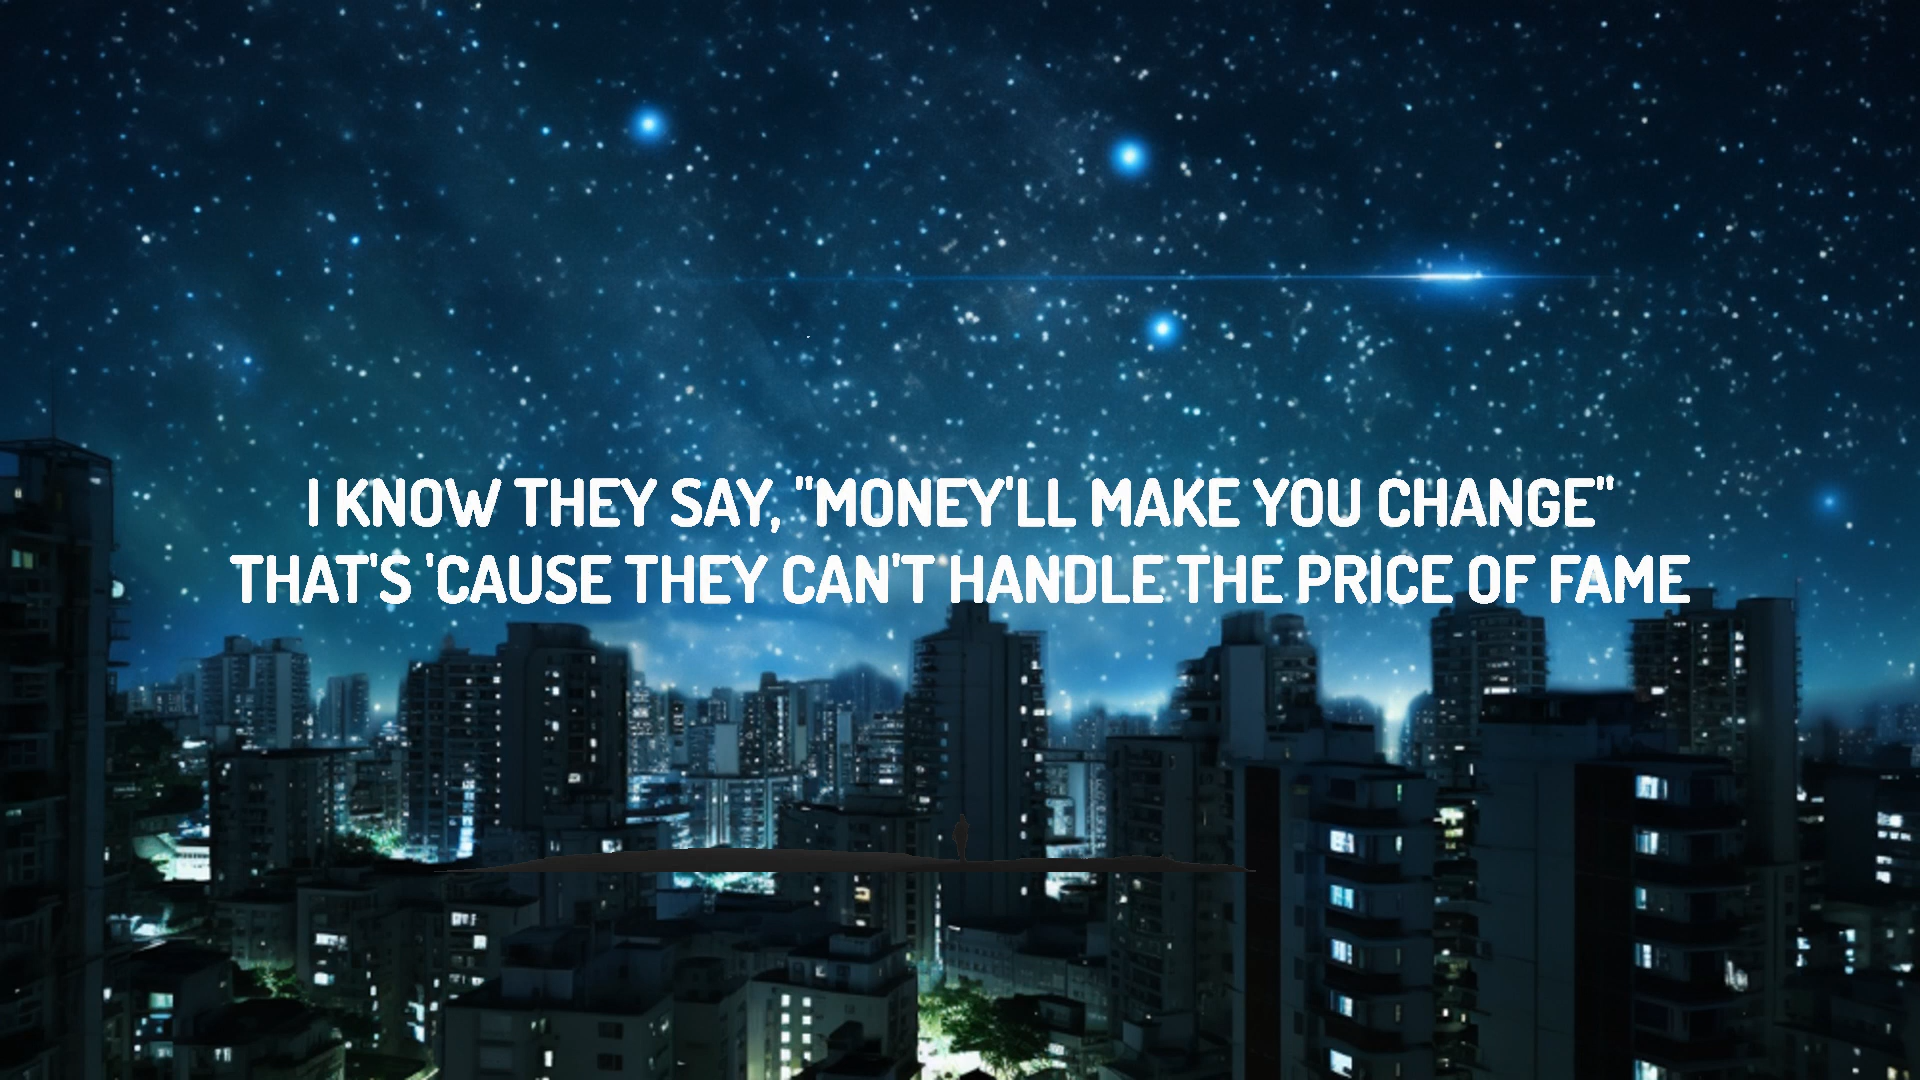 I KNOW THEY SAY, "MONEY'LL MAKE YOU CHANGE"
THAT'S 'CAUSE THEY CAN'T HANDLE THE PRICE OF FAME